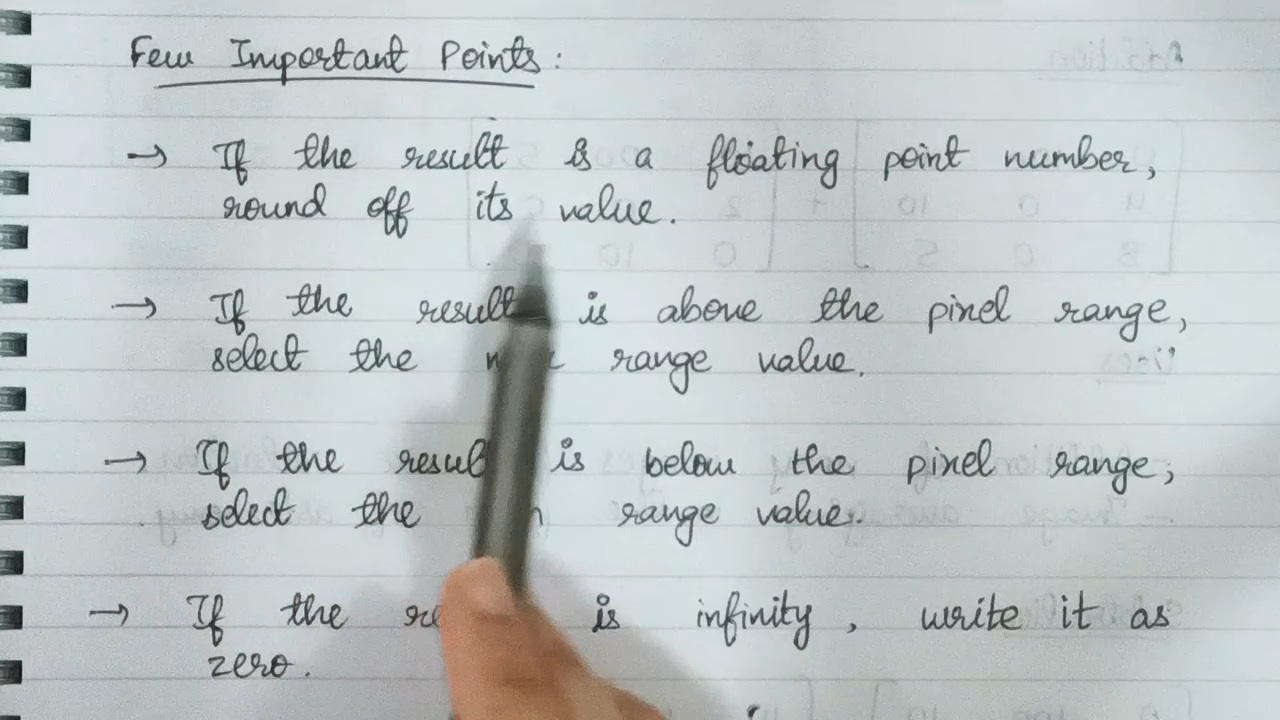 Few Important Points:
→ If the result is a floating point number,
round off its value.
→ If the result is above the pixel range,
select the range value.
→ If the result is below the pixel range,
select the range value.
→ If the is infinity, write it as
zero.